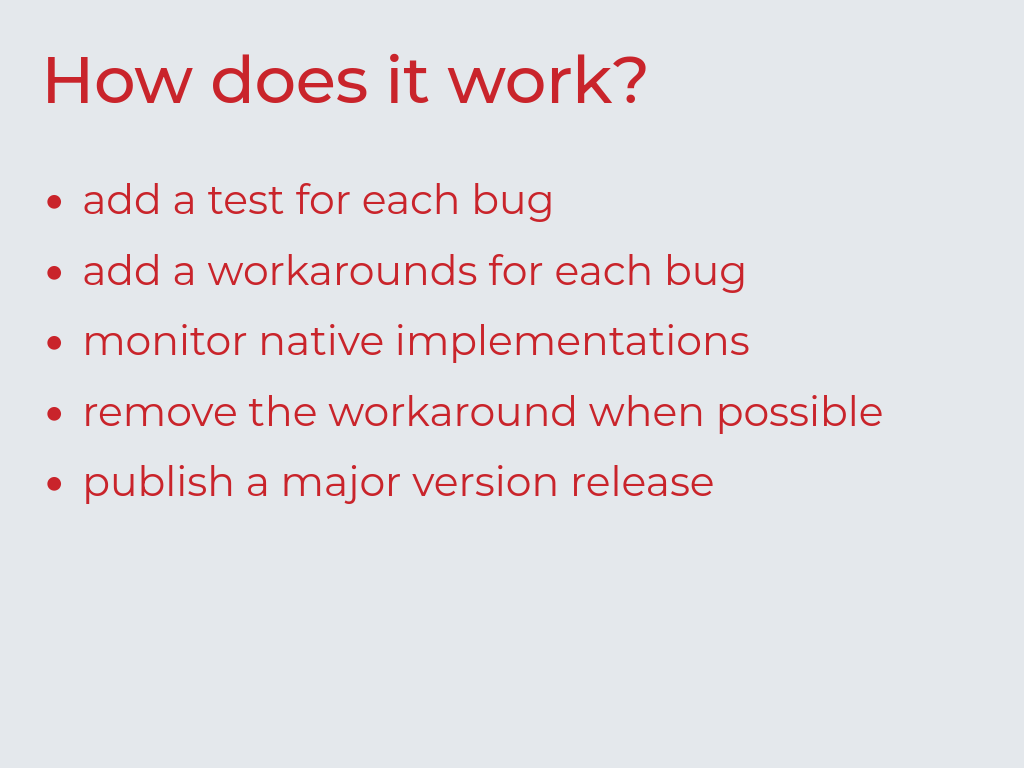 How does it work?
• add a test for each bug
• add a workarounds for each bug
• monitor native implementations
• remove the workaround when possible
• publish a major version release